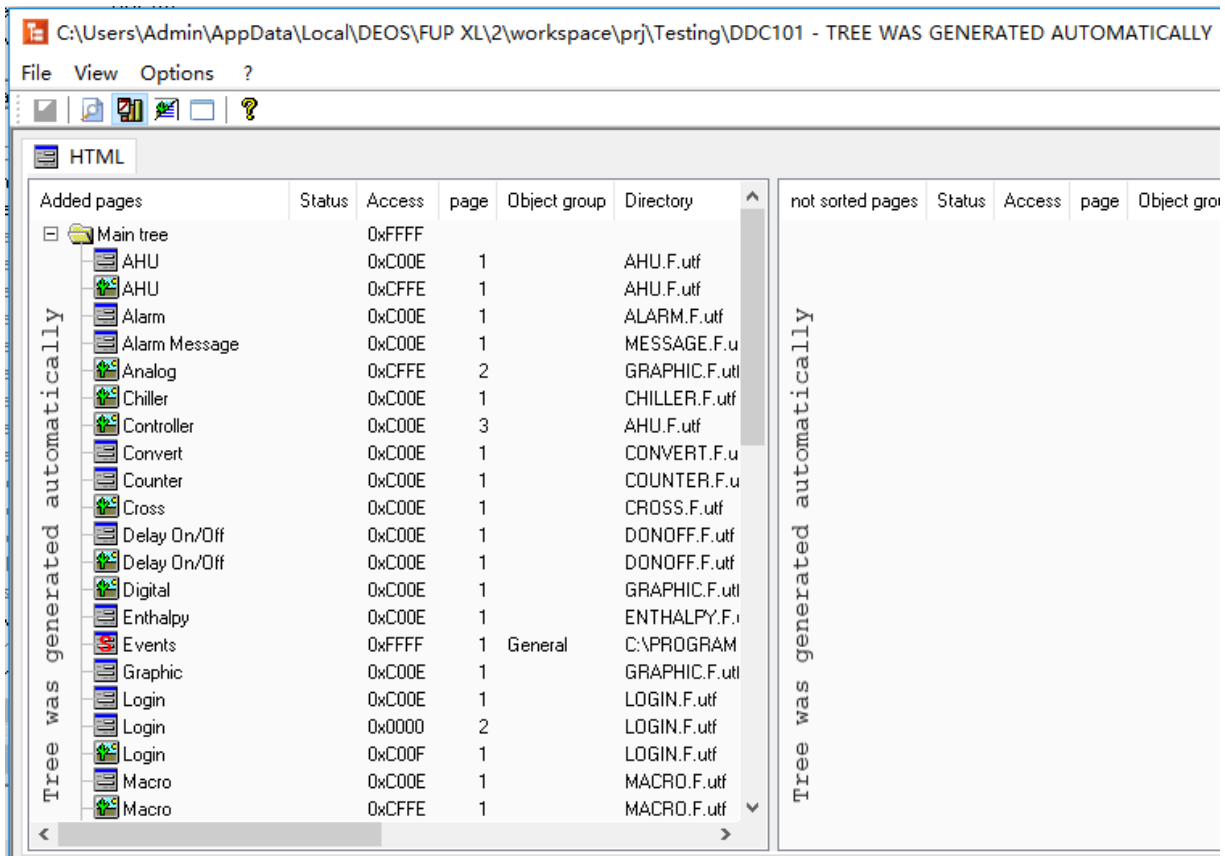 C:\Users\Admin\AppData\Local\DEOS\FUP XL\2\workspace\prj\Testing\DDC101 - TREE WAS GENERATED AUTOMATICALLY
File View Options ?
HTML
Added pages Status Access page Object group Directory
Main tree 0xFFFF
AHU 0xC00E 1 AHU.F.utf
AHU 0xCFFE 1 AHU.F.utf
Alarm 0xC00E 1 ALARM.F.utf
Alarm Message 0xC00E 1 MESSAGE.F.u
Analog 0xCFFE 2 GRAPHIC.F.utf
Chiller 0xC00E 1 CHILLER.F.utf
Controller 0xC00E 3 AHU.F.utf
Convert 0xC00E 1 CONVERT.F.u
Counter 0xC00E 1 COUNTER.F.u
Cross 0xC00E 1 CROSS.F.utf
Delay On/Off 0xC00E 1 DONOFF.F.utf
Delay On/Off 0xC00E 1 DONOFF.F.utf
Digital 0xC00E 1 GRAPHIC.F.utf
Enthalpy 0xC00E 1 ENTHALPY.F.
Events 0xFFFF 1 General C:\PROGRAM
Graphic 0xC00E 1 GRAPHIC.F.utf
Login 0xC00E 1 LOGIN.F.utf
Login 0x0000 2 LOGIN.F.utf
Login 0xC00F 1 LOGIN.F.utf
Macro 0xC00E 1 MACRO.F.utf
Macro 0xCFFE 1 MACRO.F.utf
Tree was generated automatically
not sorted pages Status Access page Object grou
Tree was generated automatically